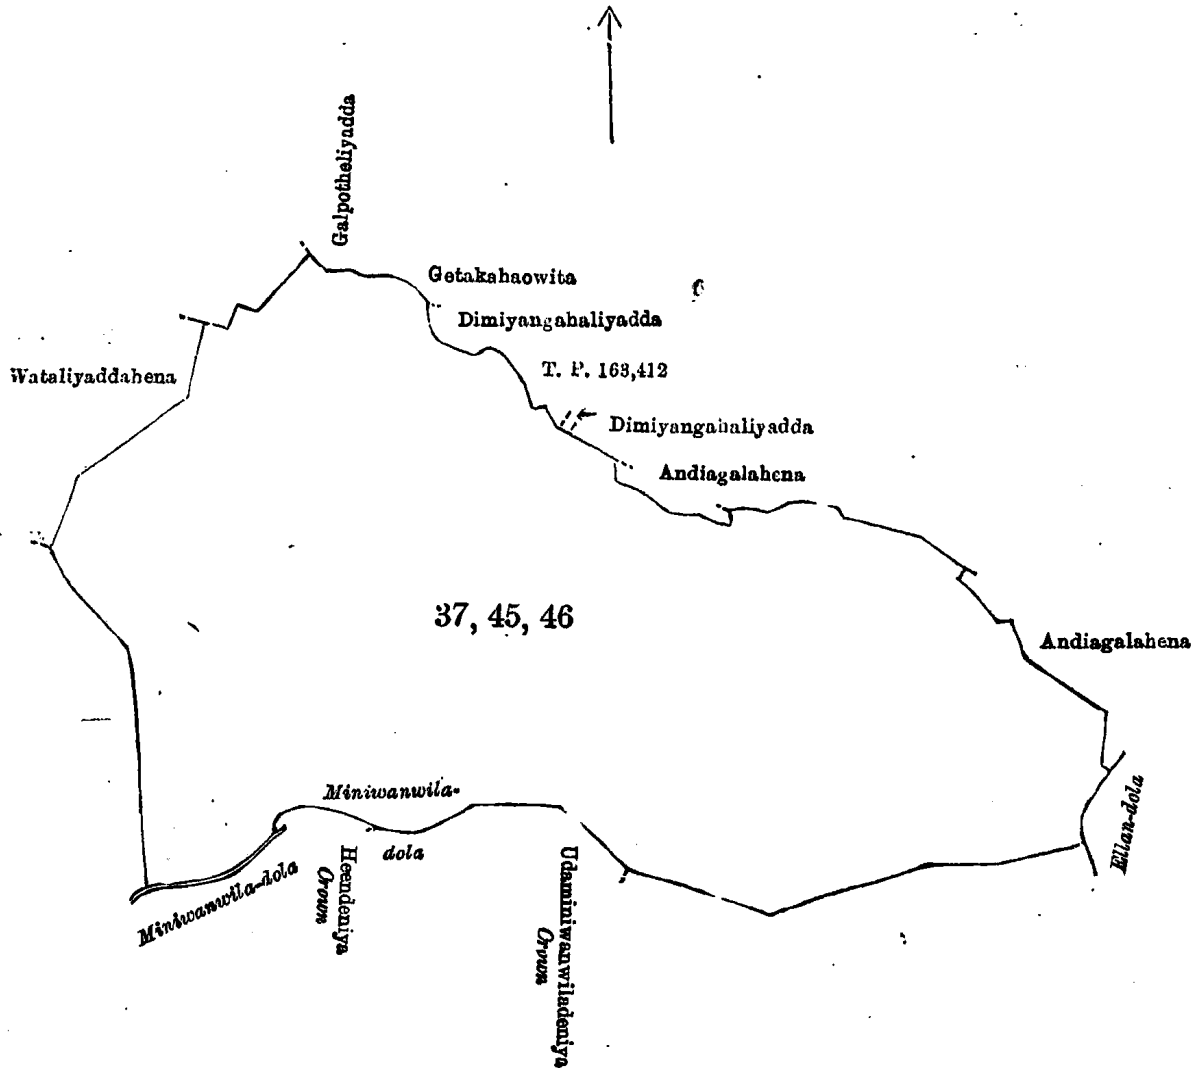 Galpotheliyadda
Getakahaowita
Dimiyangahaliyadda
T. P. 163,412
Wataliyaddahena
Dimiyangahaliyadda
Andiagalahena
37, 45, 46
Andiagalahena
Miniwanwila-
dola
Ellan-dola
Miniwanwila-dola
Heendeniya
Crown
Udaminiwanwiladeniya
Crown